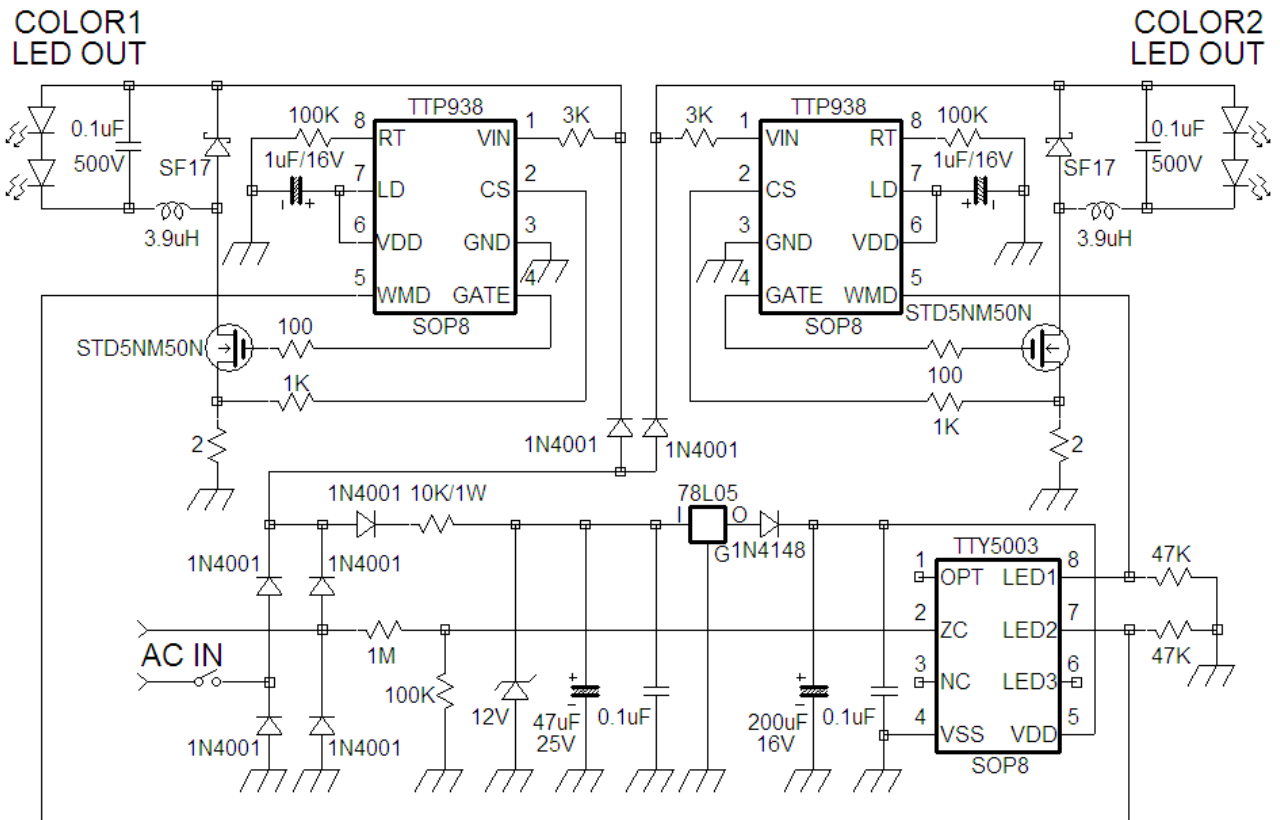 COLOR1
LED OUT
COLOR2
LED OUT
0.1uF
500V
SF17
3.9uH
100K
1uF/16V
TTP938
8 RT VIN 1
7 LD CS 2
6 VDD GND 3
5 WMD GATE 4
SOP8
3K
3K
TTP938
1 VIN RT 8
2 CS LD 7
3 GND VDD 6
4 GATE WMD 5
SOP8
100K
1uF/16V
SF17
0.1uF
500V
3.9uH
STD5NM50N
100
1K
2
STD5NM50N
100
1K
2
1N4001
1N4001
1N4001
10K/1W
78L05
I O
G
1N4148
1N4001
1N4001
AC IN
1M
100K
1N4001
1N4001
12V
+
-
47uF
25V
0.1uF
+
-
200uF
16V
0.1uF
TTY5003
1 OPT LED1 8
2 ZC LED2 7
3 NC LED3 6
4 VSS VDD 5
SOP8
47K
47K